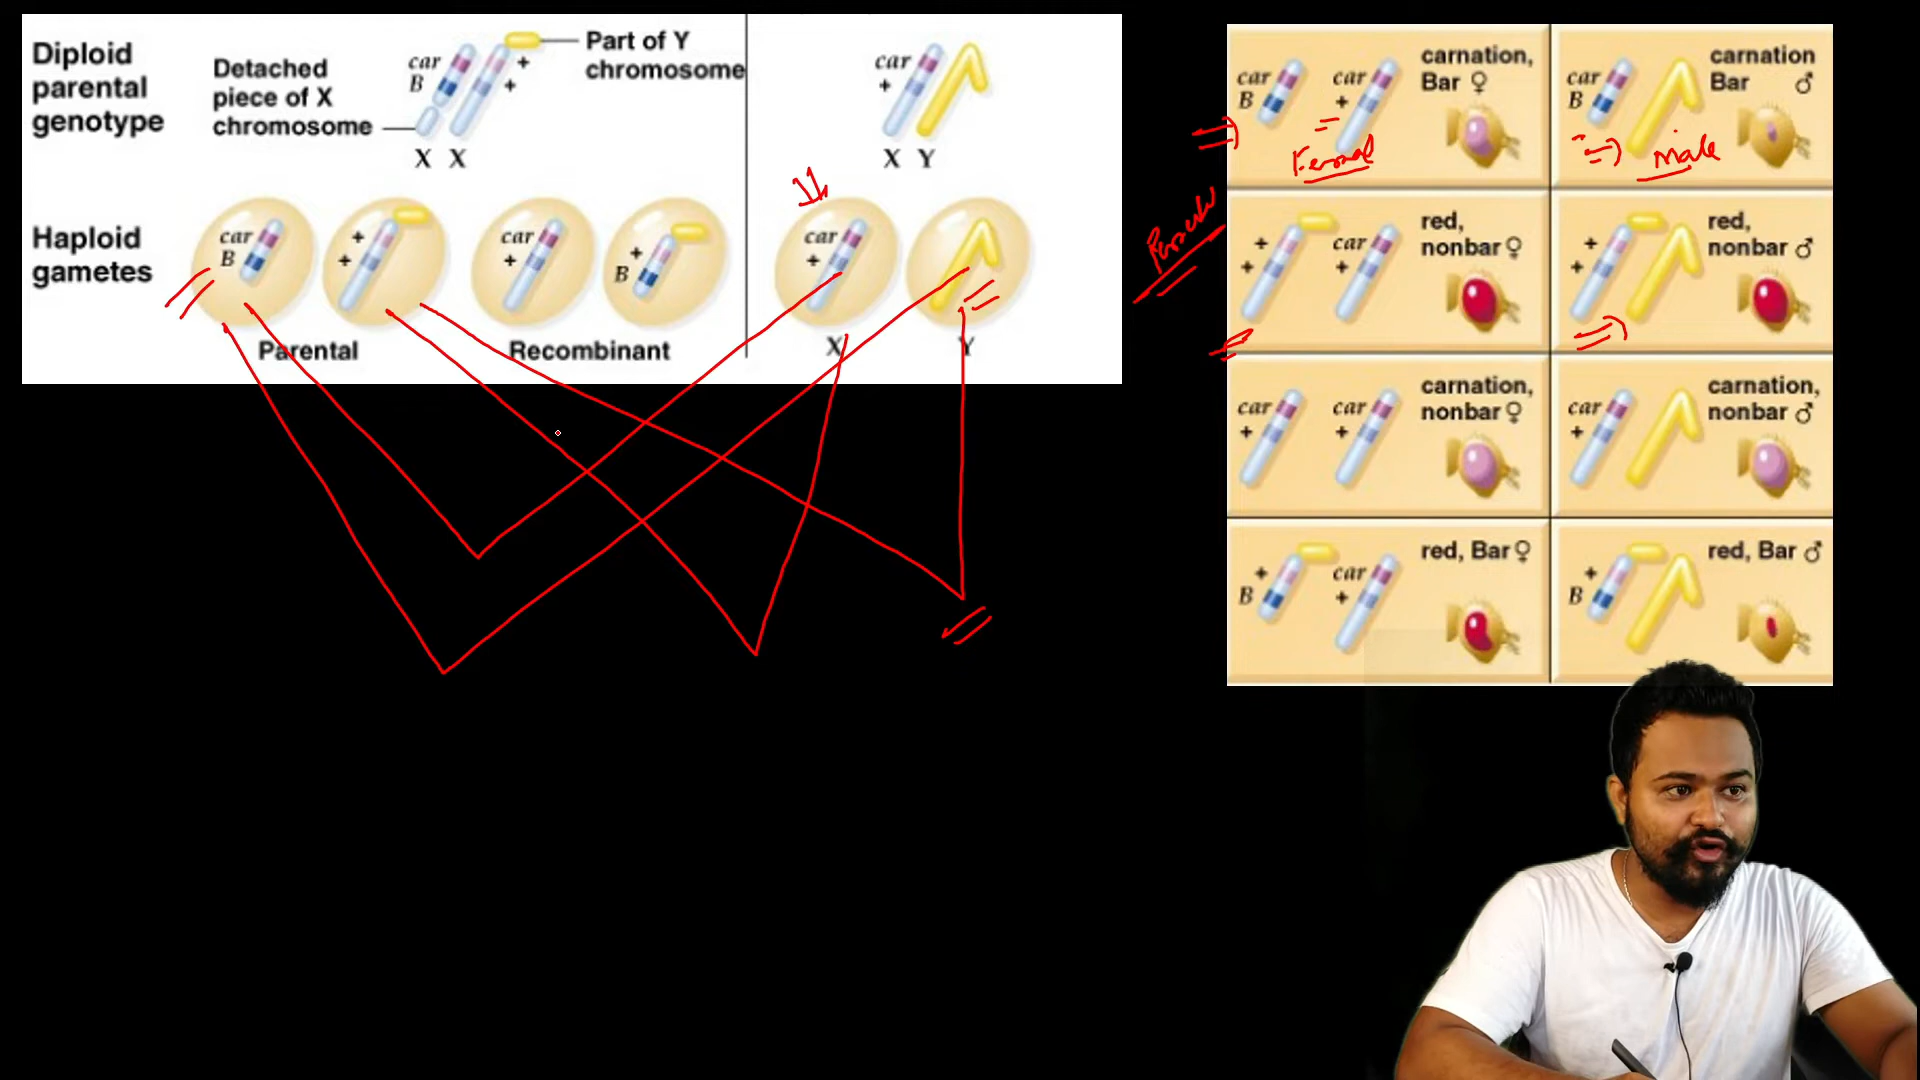 Diploid
parental
genotype
Detached
piece of X
chromosome
car
B
+
+
Part of Y
chromosome
X X
car
+
X Y
Haploid
gametes
car
B
+
+
car
+
+
B
car
+
Parental
Recombinant
X
Y
car
B
car
+
carnation,
Bar ♀
car
B
carnation
Bar ♂
Male
+
+
car
+
red,
nonbar ♀
+
+
red,
nonbar ♂
car
+
car
+
carnation,
nonbar ♀
car
+
carnation,
nonbar ♂
+
B
car
+
red, Bar ♀
+
B
red, Bar ♂